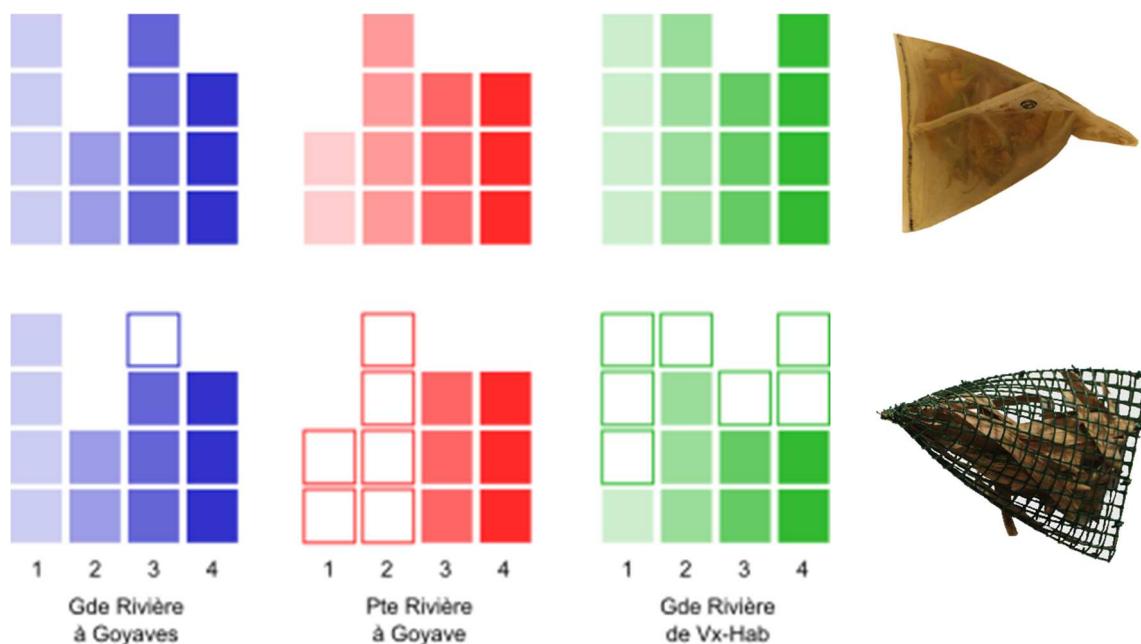 1 2 3 4 1 2 3 4 1 2 3 4
Gde Rivière
à Goyaves
Pte Rivière
à Goyave
Gde Rivière
de Vx-Hab